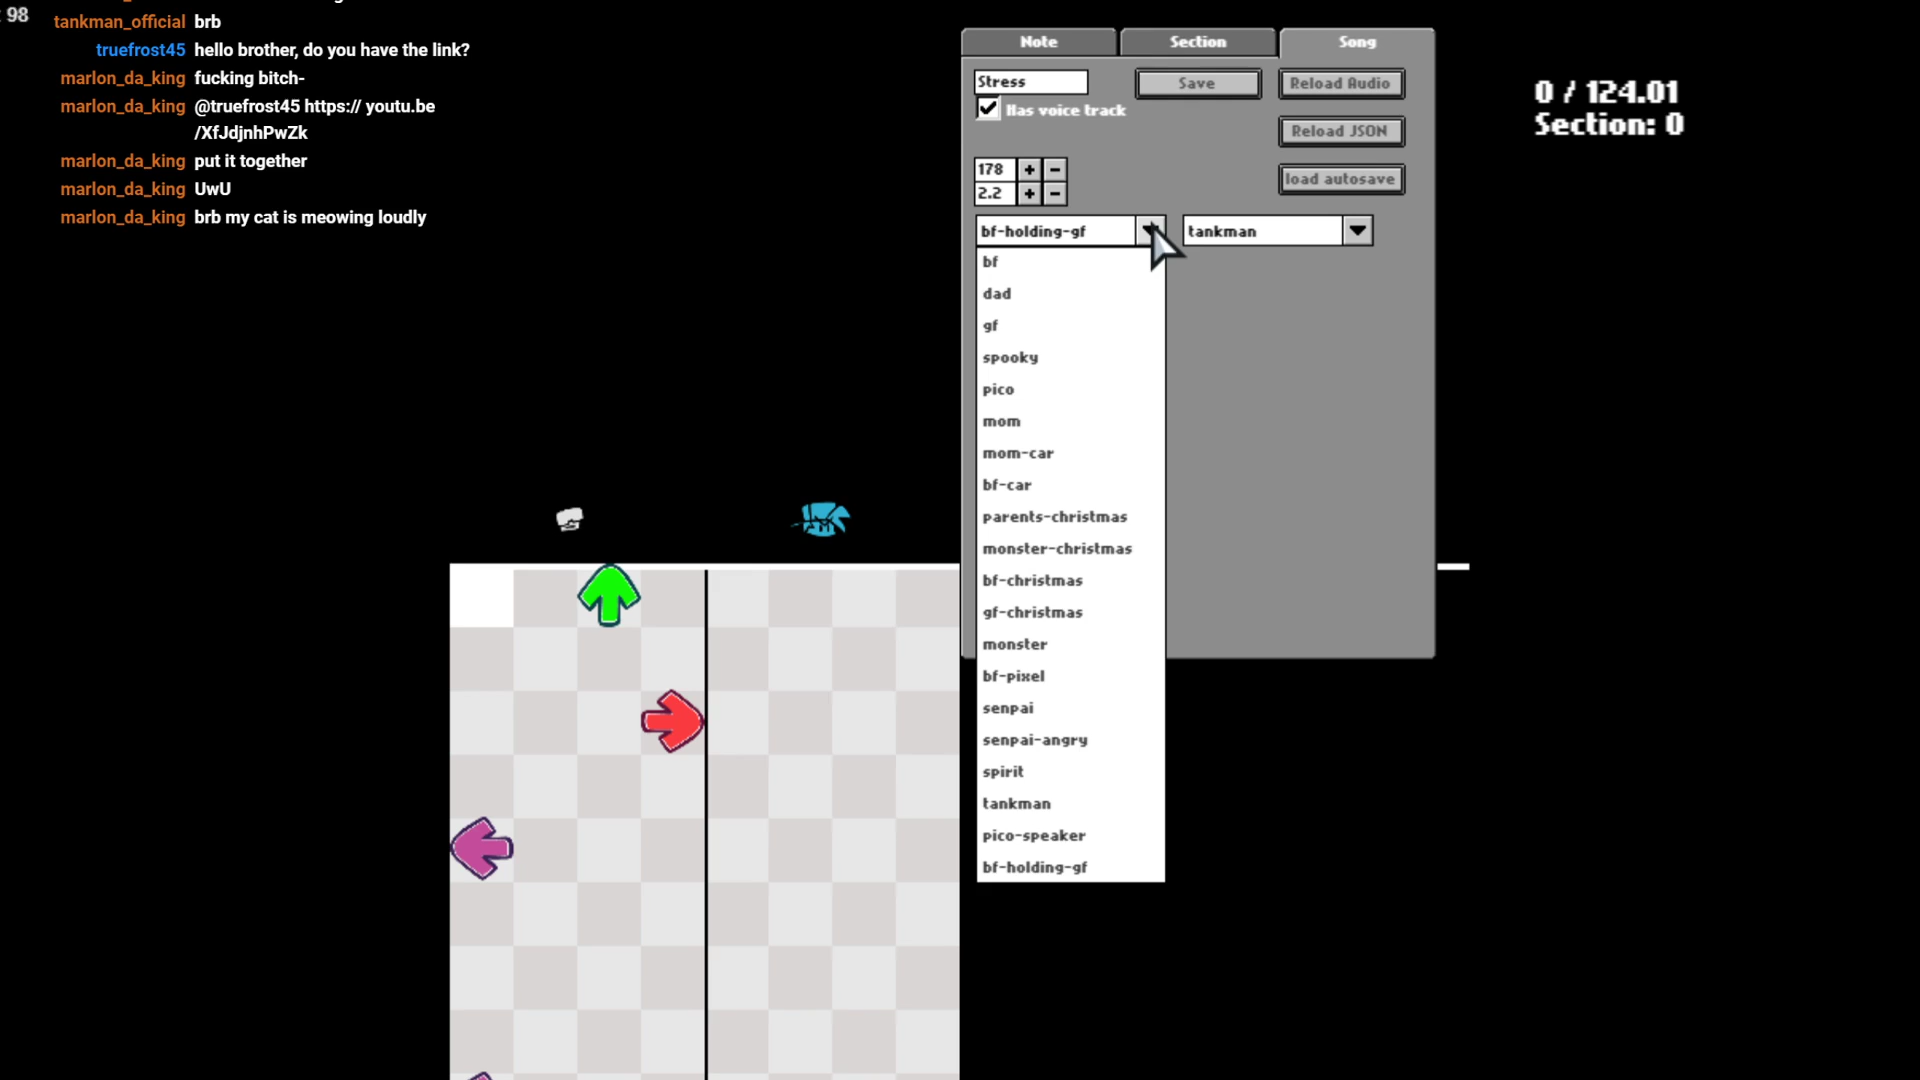 98
tankman_official brb
truefrost45 hello brother, do you have the link?
marlon_da_king fucking bitch-
marlon_da_king @truefrost45 https:// youtu.be
/XfJdjnhPwZk
marlon_da_king put it together
marlon_da_king UwU
marlon_da_king brb my cat is meowing loudly
Note Section Song
Stress Save Reload Audio
Has voice track
Reload JSON
178 + -
load autosave
2.2 + -
bf-holding-gf tankman
bf
dad
gf
spooky
pico
mom
mom-car
bf-car
parents-christmas
monster-christmas
bf-christmas
gf-christmas
monster
bf-pixel
senpai
senpai-angry
spirit
tankman
pico-speaker
bf-holding-gf
0 / 124.01
Section: 0